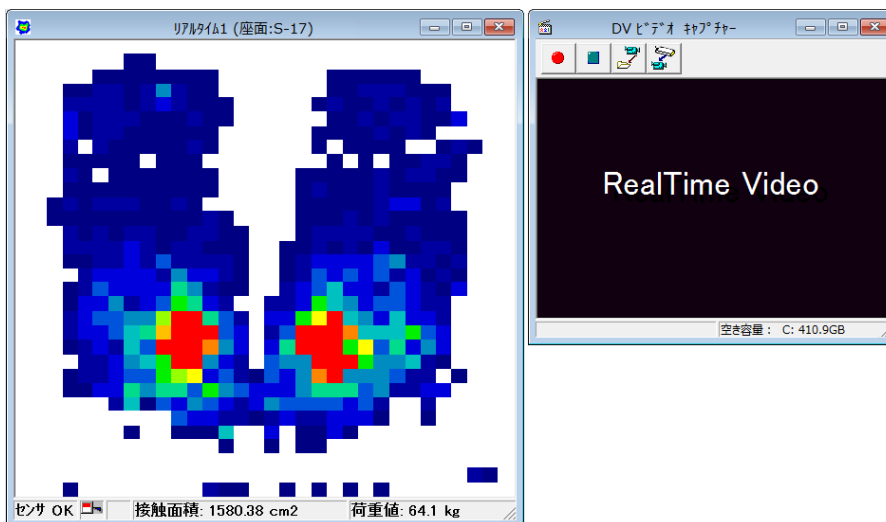 ﾘｱﾙﾀｲﾑ1 (座面:S-17)
センサ OK
接触面積: 1580.38 cm2
荷重値: 64.1 kg
DV ﾋﾞﾃﾞｵ ｷｬﾌﾟﾁｬｰ
RealTime Video
空き容量： C: 410.9GB